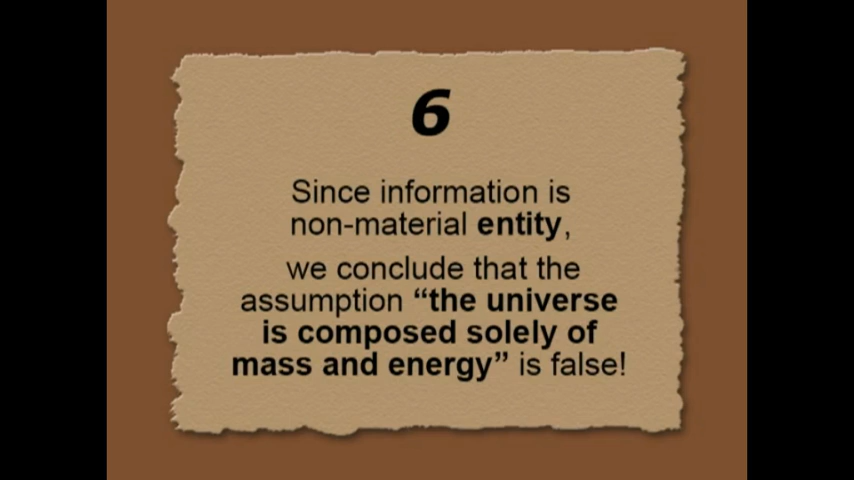 6
Since information is
non-material entity,
we conclude that the
assumption “the universe
is composed solely of
mass and energy” is false!